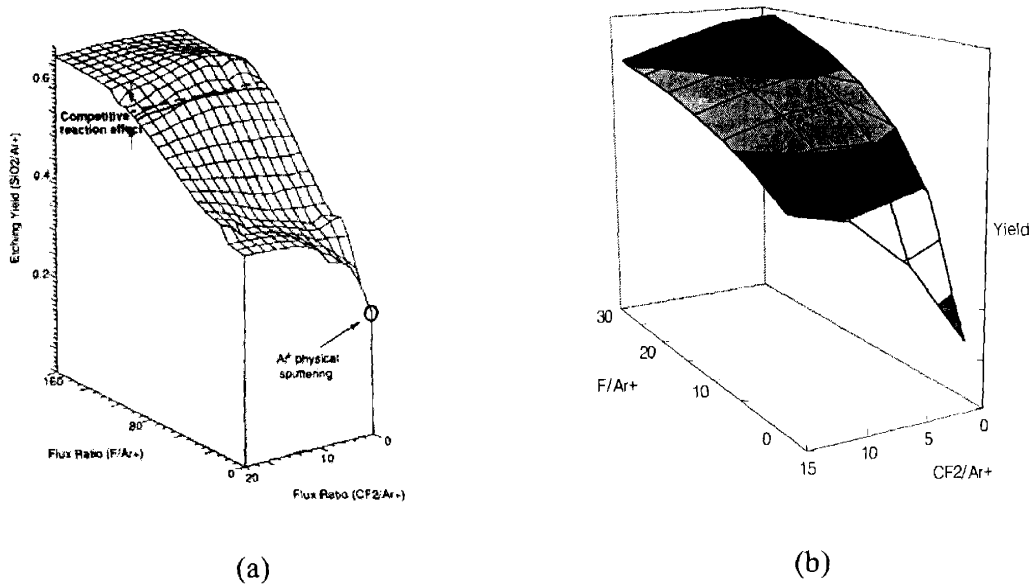 0.6
Competitive
reaction effect
0.4
0.2
Etching Yield (SiO2/Ar+)
Ar+ physical
sputtering
160
80
0
Flux Ratio (F/Ar+)
20
10
0
Flux Ratio (CF2/Ar+)
(a)
Yield
30
20
10
0
F/Ar+
15
10
5
0
CF2/Ar+
(b)